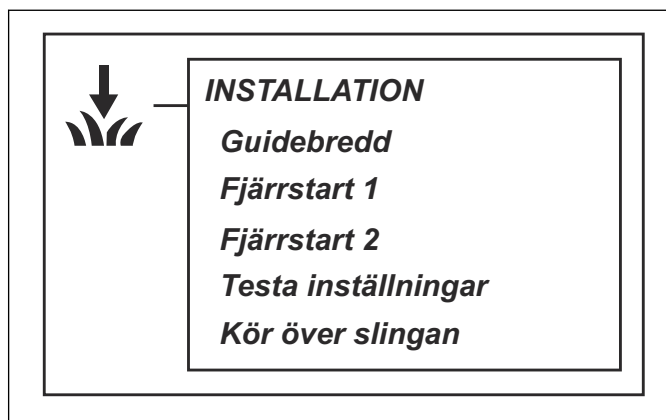 INSTALLATION
Guidebredd
Fjärrstart 1
Fjärrstart 2
Testa inställningar
Kör över slingan